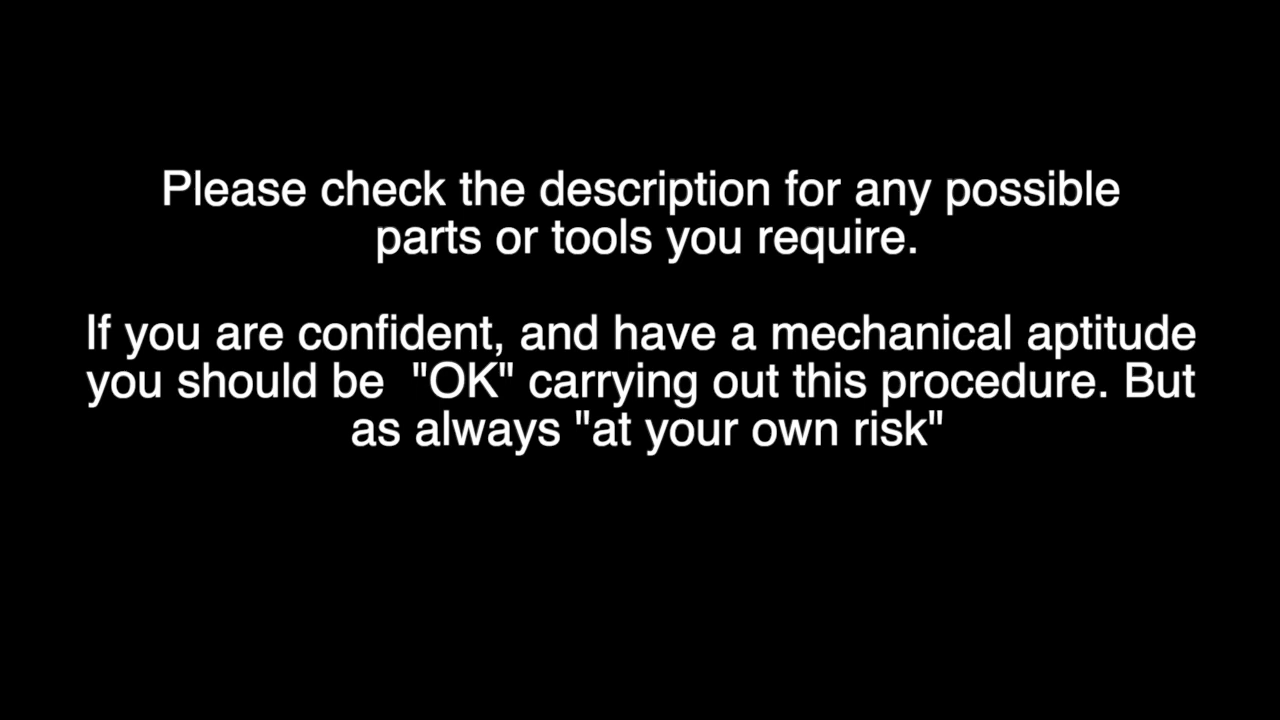 Please check the description for any possible
parts or tools you require.
If you are confident, and have a mechanical aptitude
you should be  "OK" carrying out this procedure. But
as always "at your own risk"